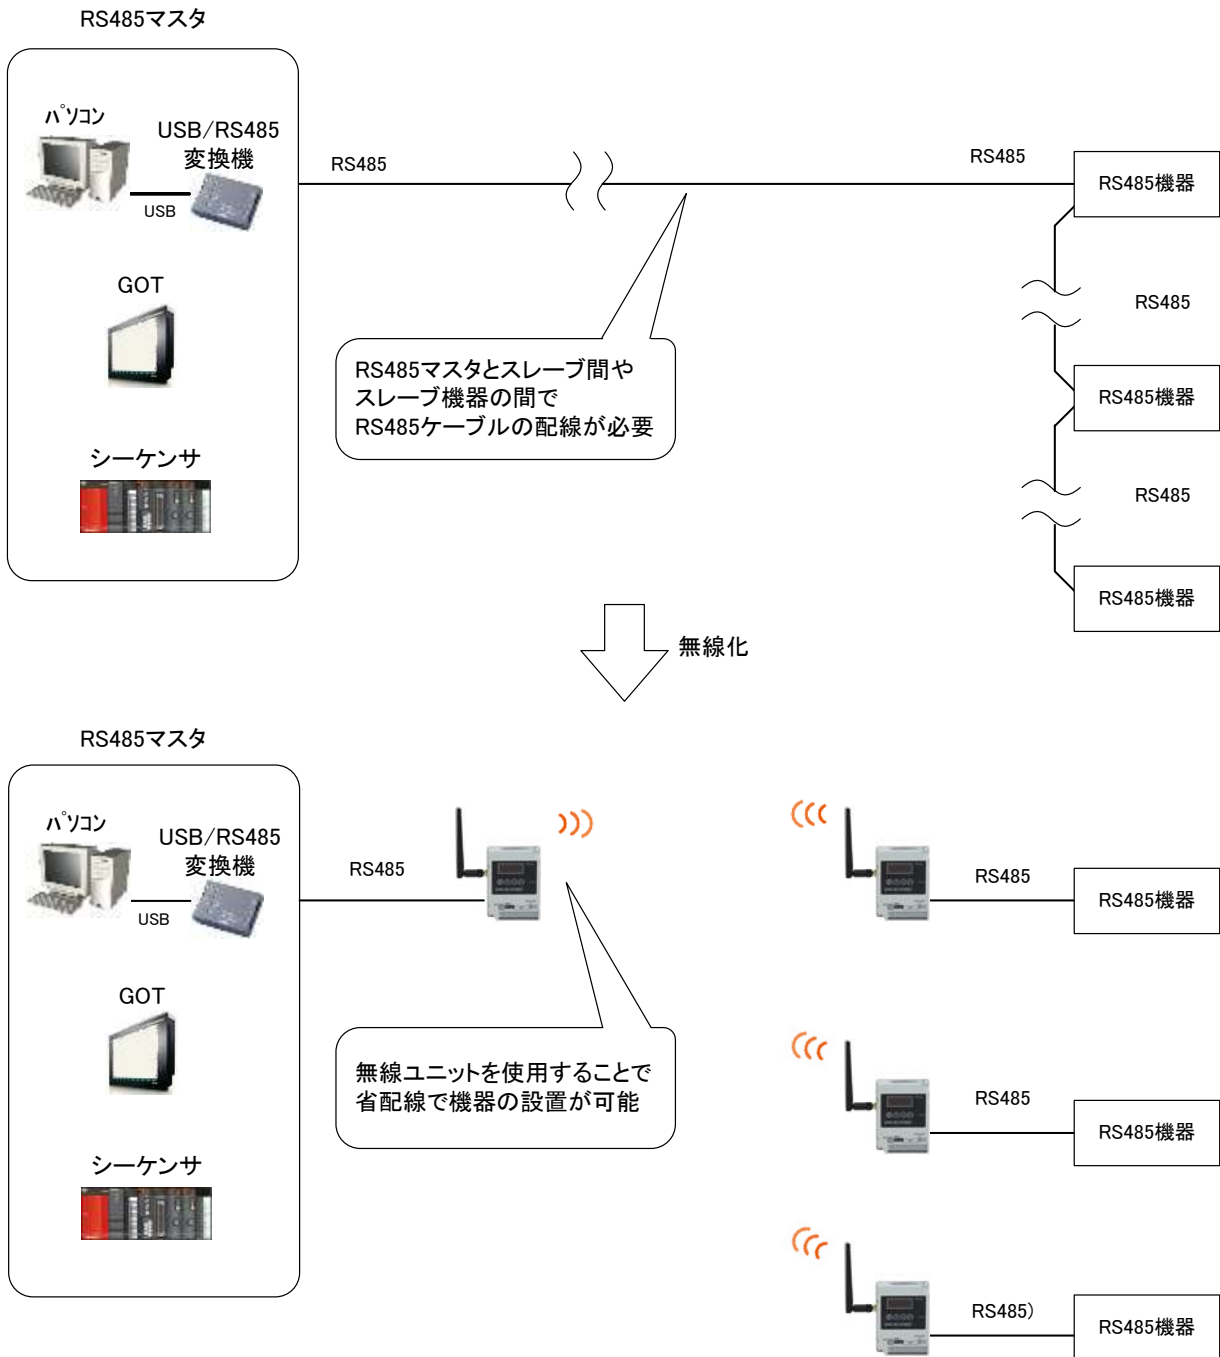 RS485マスタ
パソコン
USB/RS485
変換機
USB
RS485
RS485
RS485機器
GOT
RS485
RS485マスタとスレーブ間や
スレーブ機器の間で
RS485ケーブルの配線が必要
RS485機器
シーケンサ
RS485
RS485機器
無線化
RS485マスタ
パソコン
USB/RS485
変換機
USB
RS485
RS485
RS485機器
GOT
無線ユニットを使用することで
省配線で機器の設置が可能
RS485
RS485機器
シーケンサ
RS485)
RS485機器